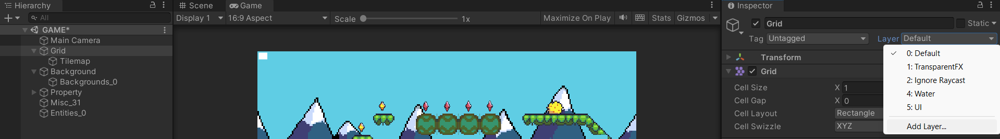 Hierarchy
All
GAME*
Main Camera
Grid
Tilemap
Background
Backgrounds_0
Property
Misc_31
Entities_0
Scene
Game
Display 1
16:9 Aspect
Scale
1x
Maximize On Play
Stats
Gizmos
Inspector
Grid
Static
Tag Untagged
Layer Default
Transform
Grid
Cell Size X 1
Cell Gap X 0
Cell Layout Rectangle
Cell Swizzle XYZ
0: Default
1: TransparentFX
2: Ignore Raycast
4: Water
5: UI
Add Layer...